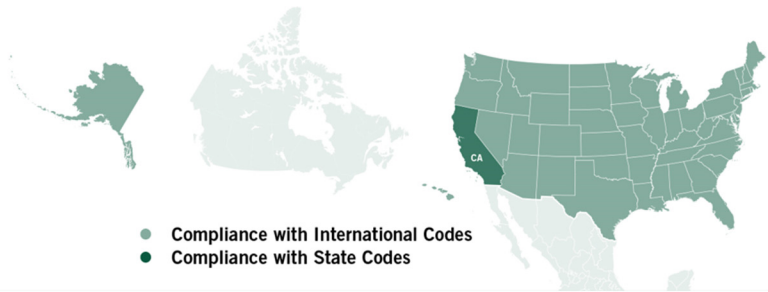 CA
Compliance with International Codes
Compliance with State Codes